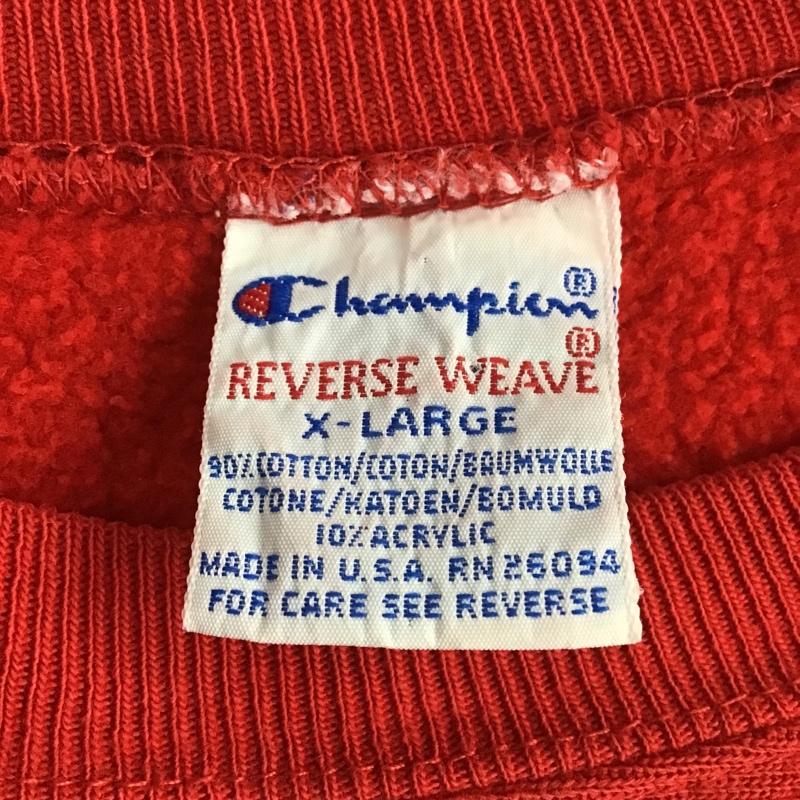 Champion®
REVERSE WEAVE®
X-LARGE
90% COTTON/COTON/BAUMWOLLE
COTONE/KATOEN/BOMULD
10% ACRYLIC
MADE IN U.S.A. RN 26094
FOR CARE SEE REVERSE